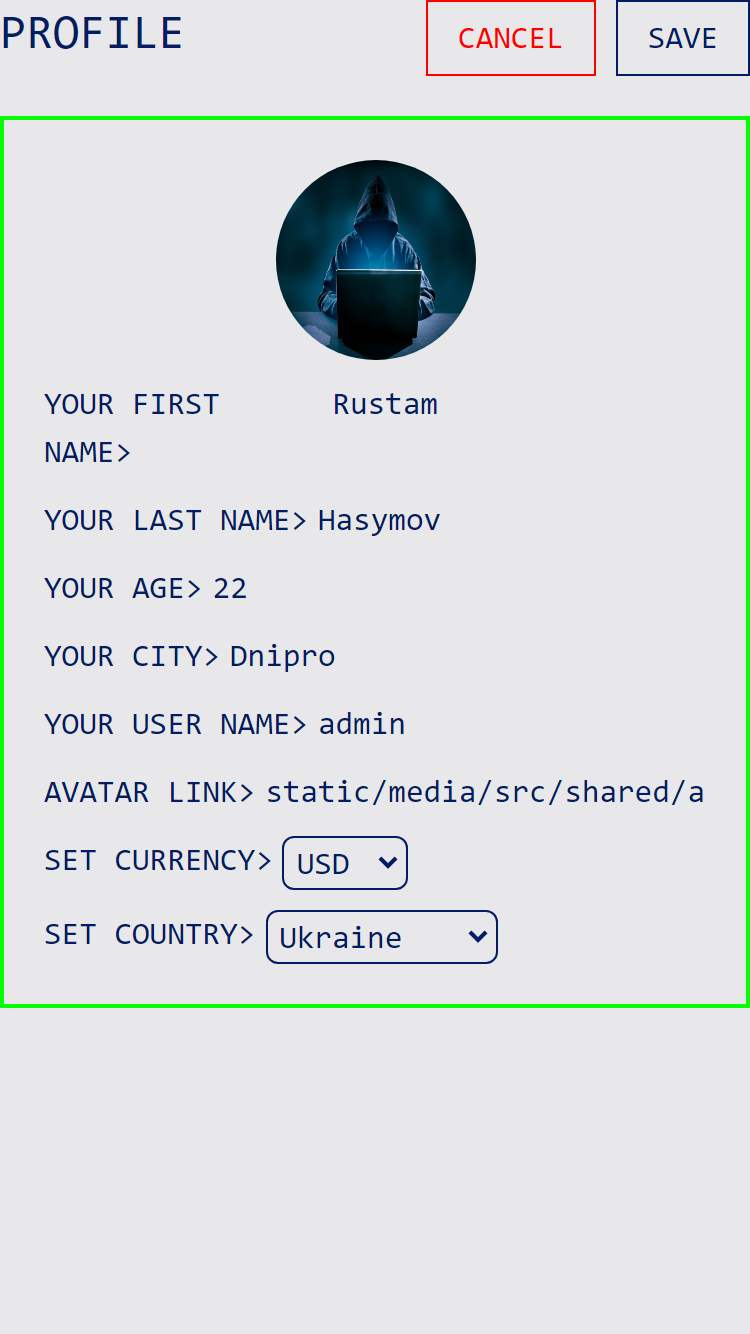 PROFILE
CANCEL
SAVE
YOUR FIRST NAME> Rustam
YOUR LAST NAME> Hasymov
YOUR AGE> 22
YOUR CITY> Dnipro
YOUR USER NAME> admin
AVATAR LINK> static/media/src/shared/a
SET CURRENCY> USD
SET COUNTRY> Ukraine